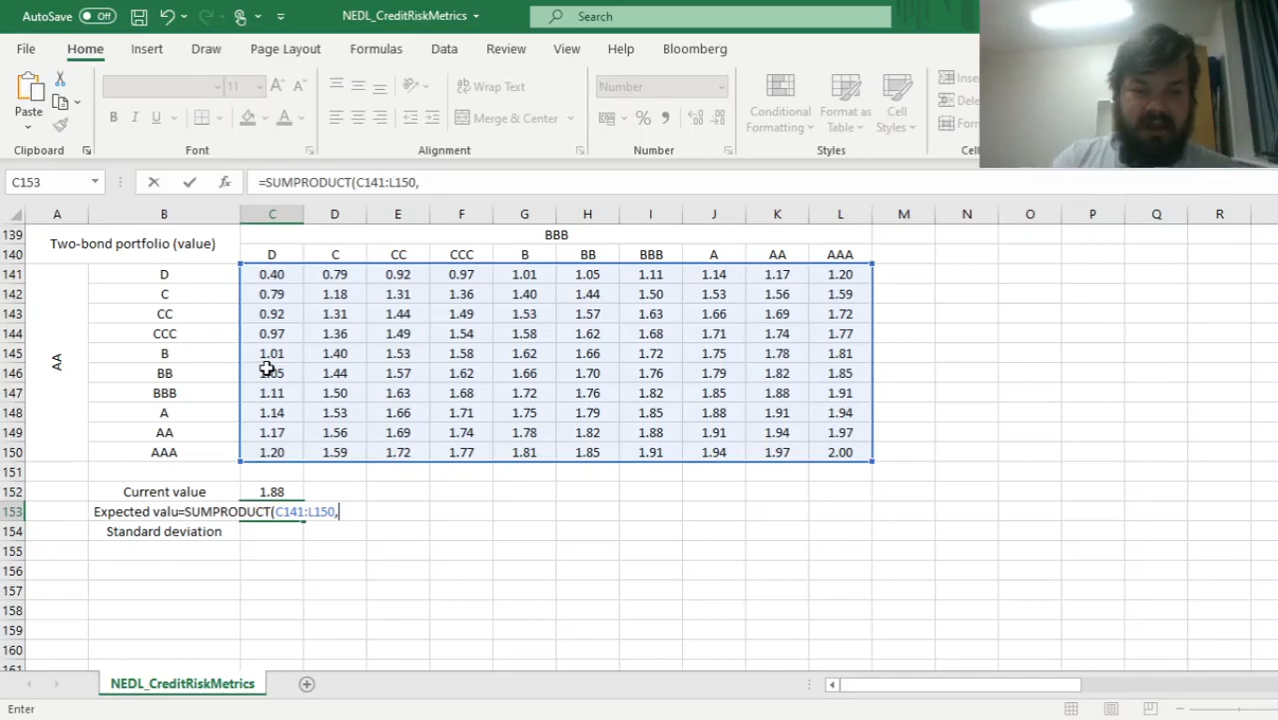 AutoSave Off NEDL_CreditRiskMetrics Search
File Home Insert Draw Page Layout Formulas Data Review View Help Bloomberg
Paste 11 A A Wrap Text Number Conditional Formatting Format as Table Cell Styles
B I U Merge & Center %
Clipboard Font Alignment Number Styles
C153 fx =SUMPRODUCT(C141:L150,
A B C D E F G H I J K L M N O P Q R
139 Two-bond portfolio (value) BBB
140 D C CC CCC B BB BBB A AA AAA
141 D 0.40 0.79 0.92 0.97 1.01 1.05 1.11 1.14 1.17 1.20
142 C 0.79 1.18 1.31 1.36 1.40 1.44 1.50 1.53 1.56 1.59
143 CC 0.92 1.31 1.44 1.49 1.53 1.57 1.63 1.66 1.69 1.72
144 CCC 0.97 1.36 1.49 1.54 1.58 1.62 1.68 1.71 1.74 1.77
145 AA B 1.01 1.40 1.53 1.58 1.62 1.66 1.72 1.75 1.78 1.81
146 BB 1.05 1.44 1.57 1.62 1.66 1.70 1.76 1.79 1.82 1.85
147 BBB 1.11 1.50 1.63 1.68 1.72 1.76 1.82 1.85 1.88 1.91
148 A 1.14 1.53 1.66 1.71 1.75 1.79 1.85 1.88 1.91 1.94
149 AA 1.17 1.56 1.69 1.74 1.78 1.82 1.88 1.91 1.94 1.97
150 AAA 1.20 1.59 1.72 1.77 1.81 1.85 1.91 1.94 1.97 2.00
151
152 Current value 1.88
153 Expected valu=SUMPRODUCT(C141:L150,
154 Standard deviation
155
156
157
158
159
160
161
NEDL_CreditRiskMetrics
Enter